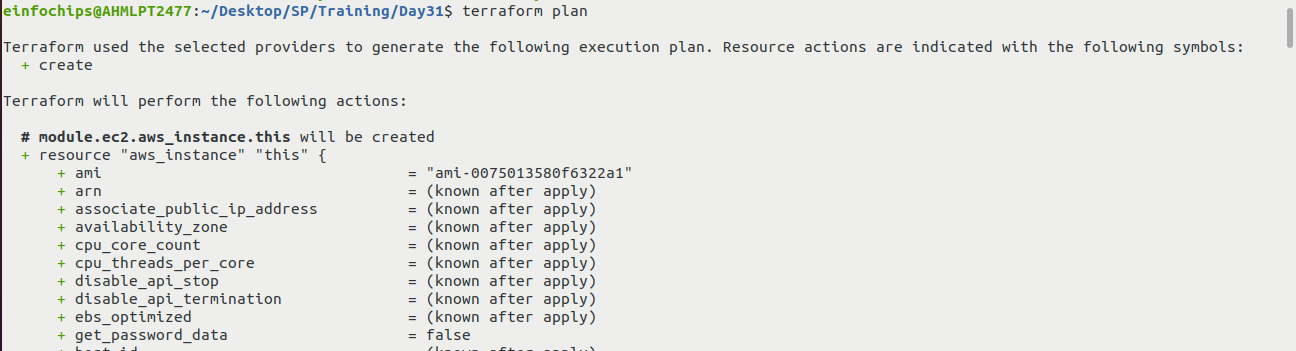 einfochips@AHMLPT2477:~/Desktop/SP/Training/Day31$ terraform plan
Terraform used the selected providers to generate the following execution plan. Resource actions are indicated with the following symbols:
+ create
Terraform will perform the following actions:
# module.ec2.aws_instance.this will be created
+ resource "aws_instance" "this" {
+ ami = "ami-0075013580f6322a1"
+ arn = (known after apply)
+ associate_public_ip_address = (known after apply)
+ availability_zone = (known after apply)
+ cpu_core_count = (known after apply)
+ cpu_threads_per_core = (known after apply)
+ disable_api_stop = (known after apply)
+ disable_api_termination = (known after apply)
+ ebs_optimized = (known after apply)
+ get_password_data = false
+ host_id = (known after apply)